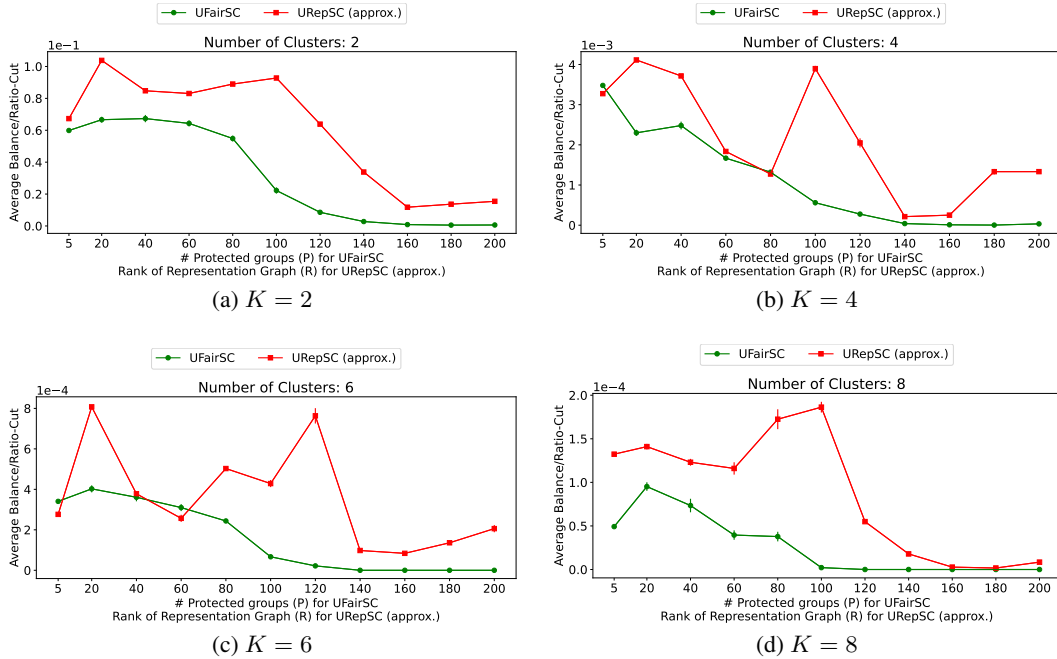 UFairSC URepSC (approx.)
Number of Clusters: 2
1e−1
Average Balance/Ratio-Cut
1.0
0.8
0.6
0.4
0.2
0.0
5 20 40 60 80 100 120 140 160 180 200
# Protected groups (P) for UFairSC
Rank of Representation Graph (R) for URepSC (approx.)
(a) K = 2
UFairSC URepSC (approx.)
Number of Clusters: 4
1e−3
Average Balance/Ratio-Cut
4
3
2
1
0
5 20 40 60 80 100 120 140 160 180 200
# Protected groups (P) for UFairSC
Rank of Representation Graph (R) for URepSC (approx.)
(b) K = 4
UFairSC URepSC (approx.)
Number of Clusters: 6
1e−4
Average Balance/Ratio-Cut
8
6
4
2
0
5 20 40 60 80 100 120 140 160 180 200
# Protected groups (P) for UFairSC
Rank of Representation Graph (R) for URepSC (approx.)
(c) K = 6
UFairSC URepSC (approx.)
Number of Clusters: 8
1e−4
Average Balance/Ratio-Cut
2.0
1.5
1.0
0.5
0.0
5 20 40 60 80 100 120 140 160 180 200
# Protected groups (P) for UFairSC
Rank of Representation Graph (R) for URepSC (approx.)
(d) K = 8